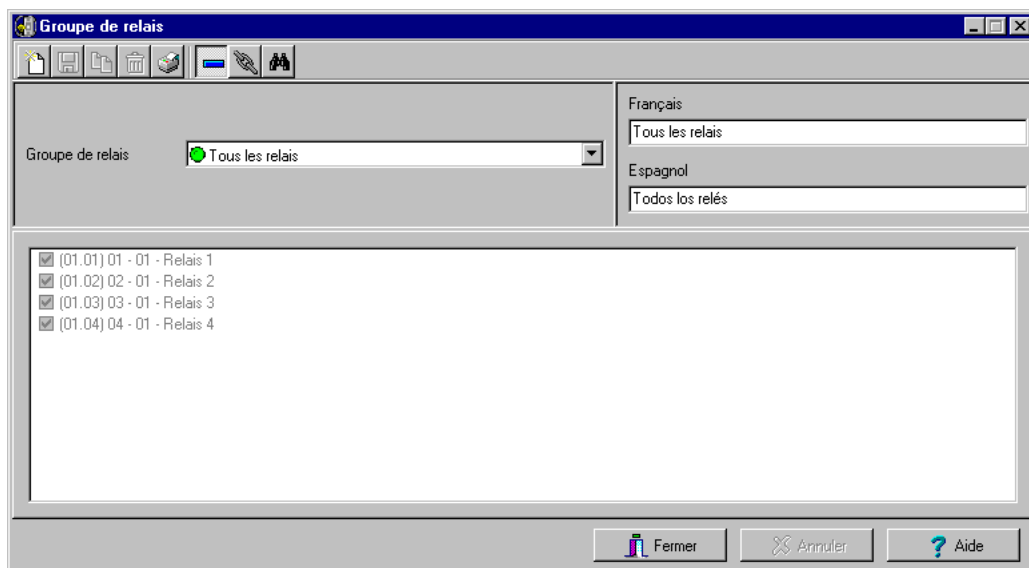 Groupe de relais
Français
Tous les relais
Groupe de relais
Tous les relais
Espagnol
Todos los relés
(01.01) 01 - 01 - Relais 1
(01.02) 02 - 01 - Relais 2
(01.03) 03 - 01 - Relais 3
(01.04) 04 - 01 - Relais 4
Fermer
Annuler
Aide